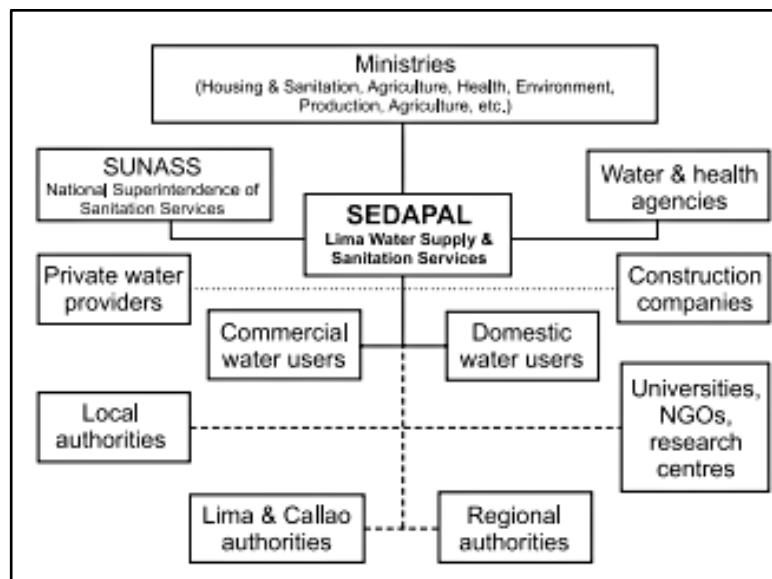 Ministries
(Housing & Sanitation, Agriculture, Health, Environment,
Production, Agriculture, etc.)
SUNASS
National Superintendence of
Sanitation Services
Water & health
agencies
SEDAPAL
Lima Water Supply &
Sanitation Services
Private water
providers
Construction
companies
Commercial
water users
Domestic
water users
Local
authorities
Universities,
NGOs,
research
centres
Lima & Callao
authorities
Regional
authorities